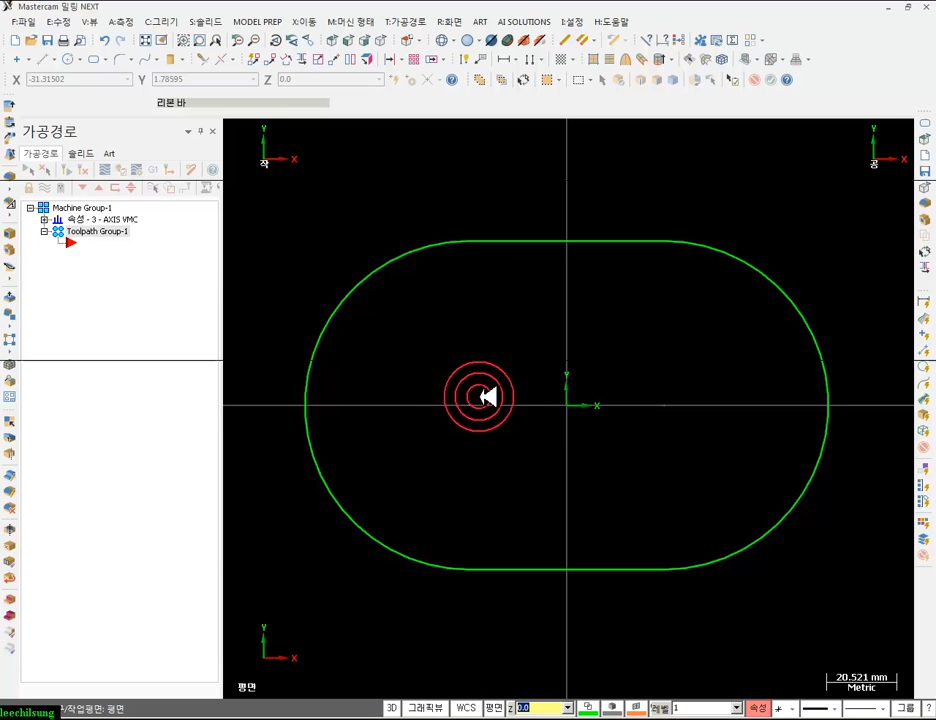 Mastercam 밀링 NEXT
F:파일 E:수정 V:뷰 A:측정 C:그리기 S:솔리드 MODEL PREP X:이동 M:머신 형태 T:가공경로 R:화면 ART AI SOLUTIONS I:설정 H:도움말
X -31.31502 Y 1.78595 Z 0.0
리본 바
가공경로
가공경로 솔리드 Art
G1
Machine Group-1
속성 - 3 - AXIS VMC
Toolpath Group-1
Y X 작
Y X 공
Y X
Y X
평면
20.521 mm
Metric
leechilsung
/작업평면: 평면
3D 그래픽뷰 WCS 평면 Z 0.0 레벨 1 속성 그룹 ?